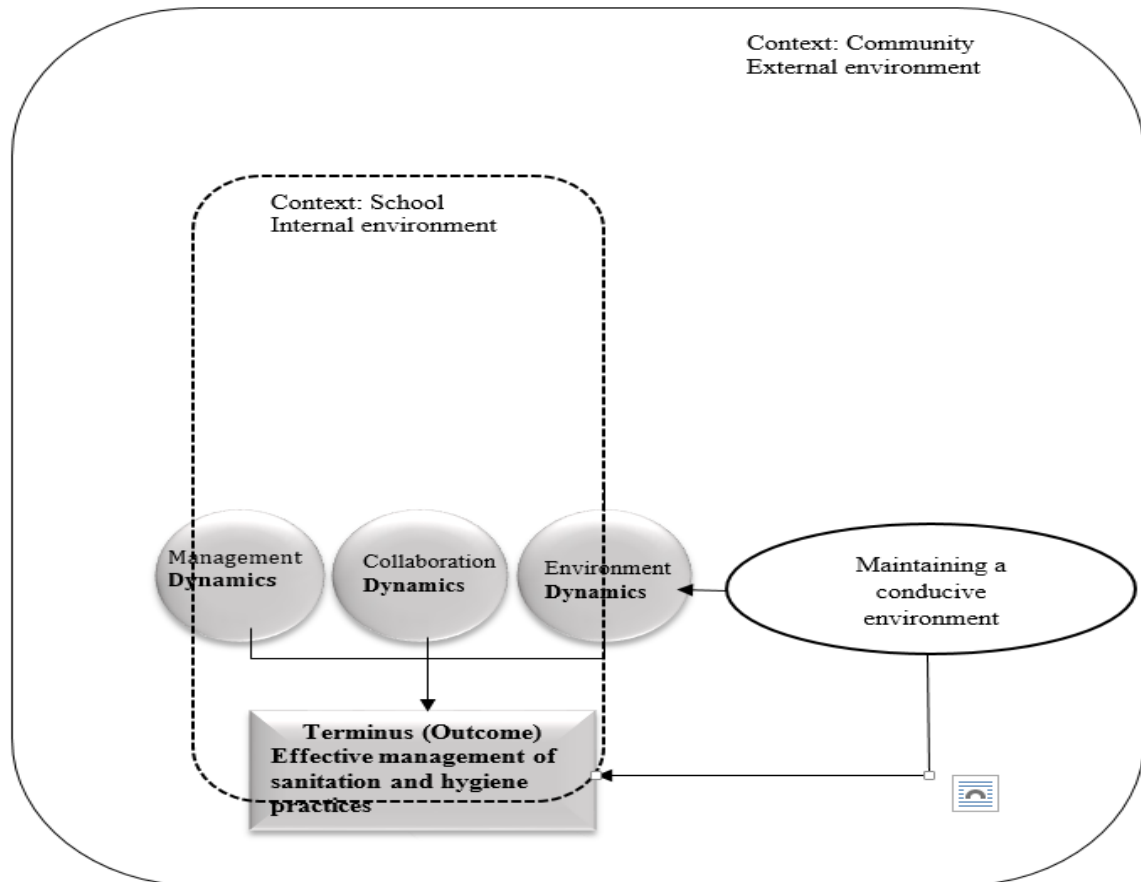 Context: Community
External environment
Context: School
Internal environment
Management
Dynamics
Collaboration
Dynamics
Environment
Dynamics
Maintaining a
conducive
environment
Terminus (Outcome)
Effective management of
sanitation and hygiene
practices